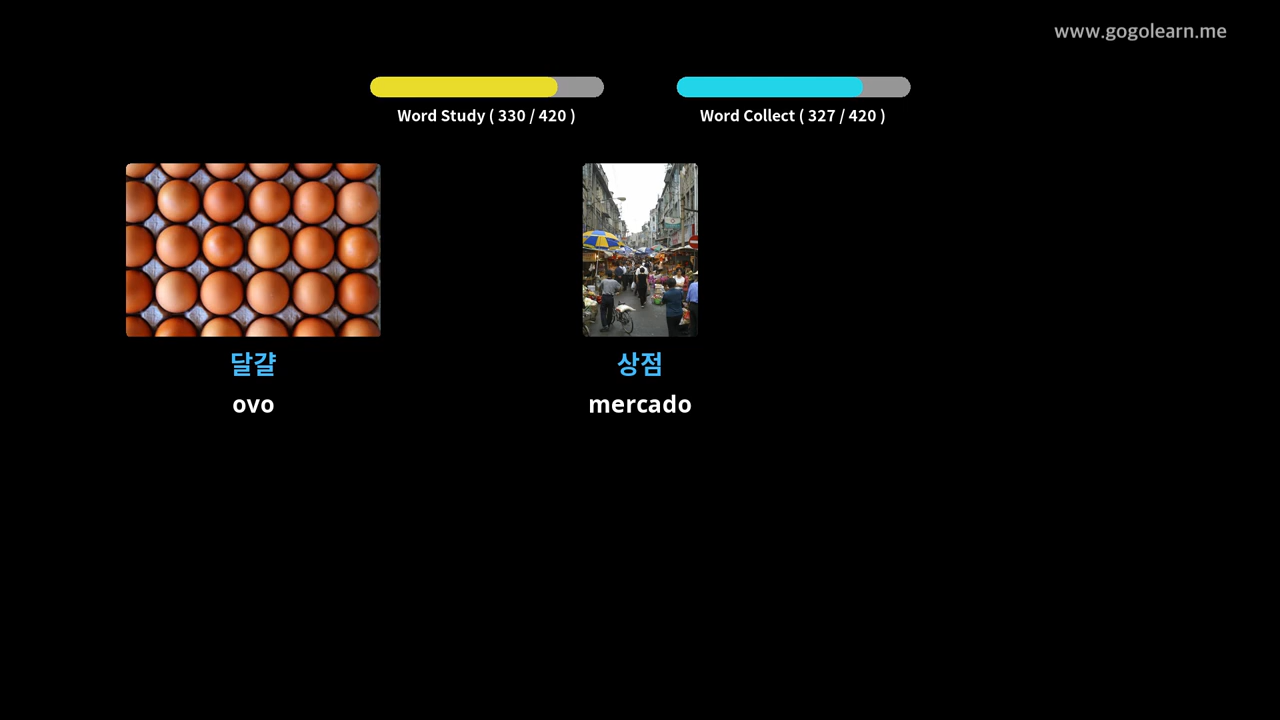 www.gogolearn.me
Word Study ( 330 / 420 )
Word Collect ( 327 / 420 )
달걀
상점
ovo
mercado